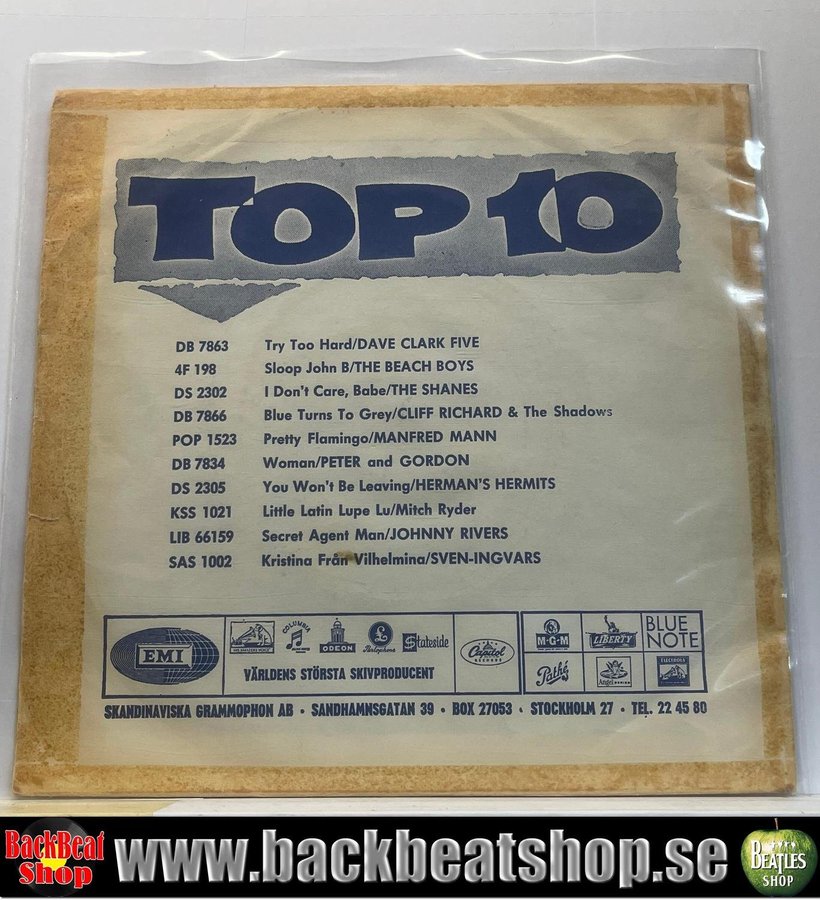 TOP 10
DB 7863 Try Too Hard/DAVE CLARK FIVE
4F 198 Sloop John B/THE BEACH BOYS
DS 2302 I Don't Care, Babe/THE SHANES
DB 7866 Blue Turns To Grey/CLIFF RICHARD & The Shadows
POP 1523 Pretty Flamingo/MANFRED MANN
DB 7834 Woman/PETER and GORDON
DS 2305 You Won't Be Leaving/HERMAN'S HERMITS
KSS 1021 Little Latin Lupe Lu/Mitch Ryder
LIB 66159 Secret Agent Man/JOHNNY RIVERS
SAS 1002 Kristina Från Vilhelmina/SVEN-INGVARS
EMI
COLUMBIA
ODEON
Parlophone
Stateside
Capitol
RECORDS
M-G-M
LIBERTY
BLUE
NOTE
Pathé
Angel
ELECTROLA
VÄRLDENS STÖRSTA SKIVPRODUCENT
SKANDINAVISKA GRAMMOPHON AB • SANDHAMNSGATAN 39 • BOX 27053 • STOCKHOLM 27 • TEL. 22 45 80
BackBeat
Shop
www.backbeatshop.se
BEATLES
SHOP